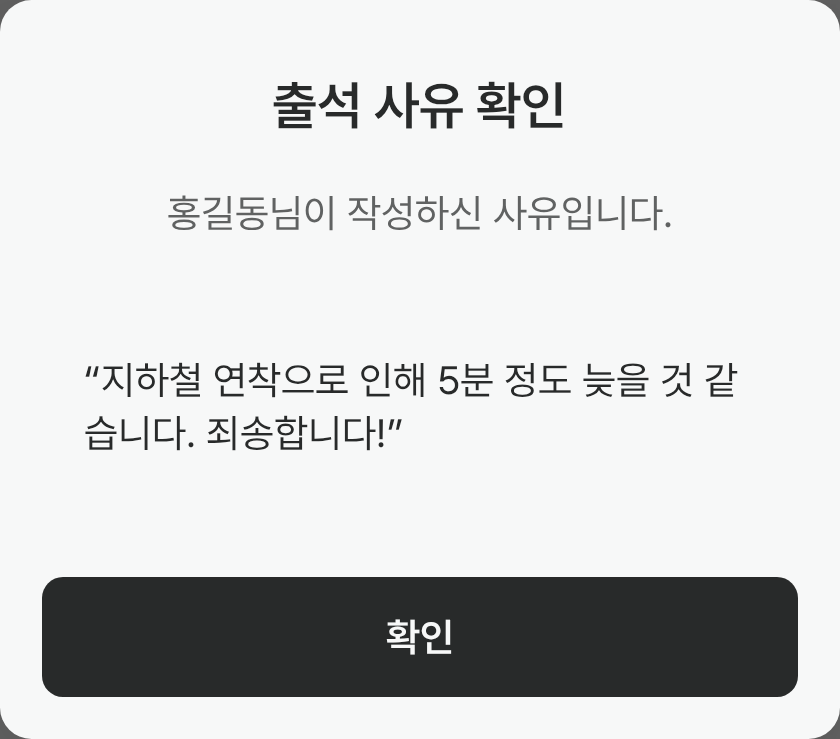 출석 사유 확인
홍길동님이 작성하신 사유입니다.
“지하철 연착으로 인해 5분 정도 늦을 것 같
습니다. 죄송합니다!”
확인